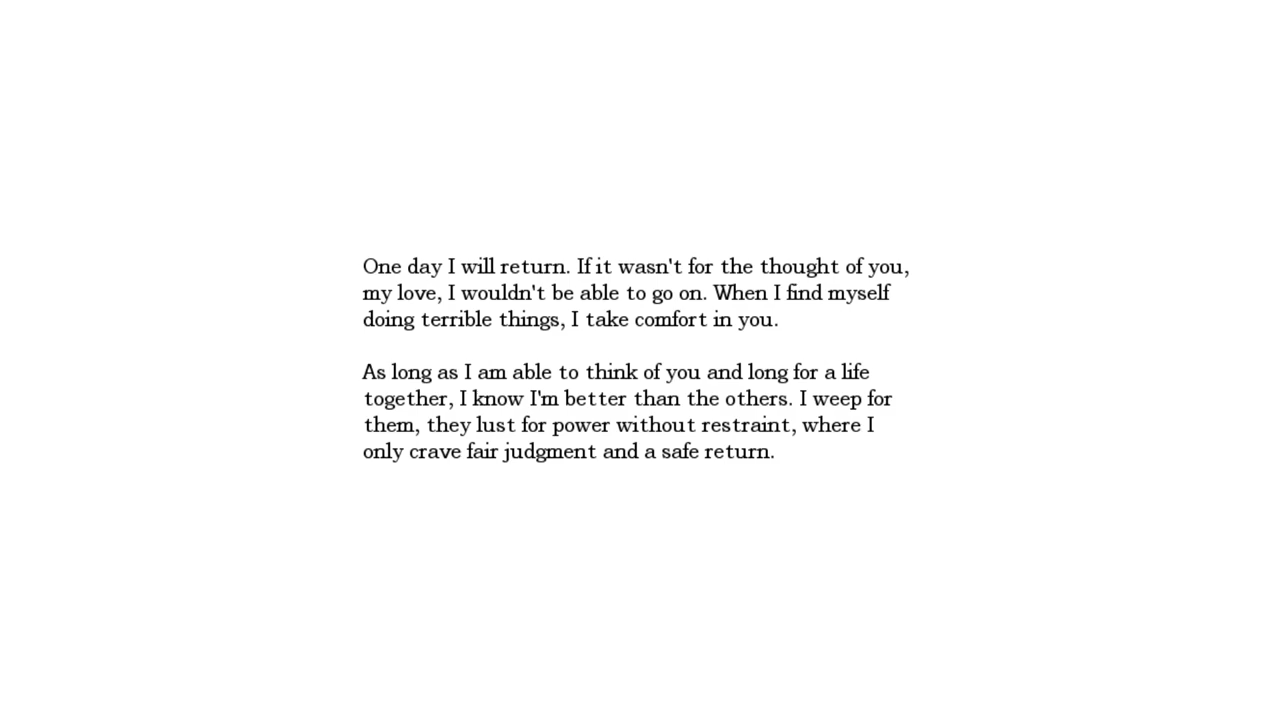 One day I will return. If it wasn't for the thought of you,
my love, I wouldn't be able to go on. When I find myself
doing terrible things, I take comfort in you.
As long as I am able to think of you and long for a life
together, I know I'm better than the others. I weep for
them, they lust for power without restraint, where I
only crave fair judgment and a safe return.